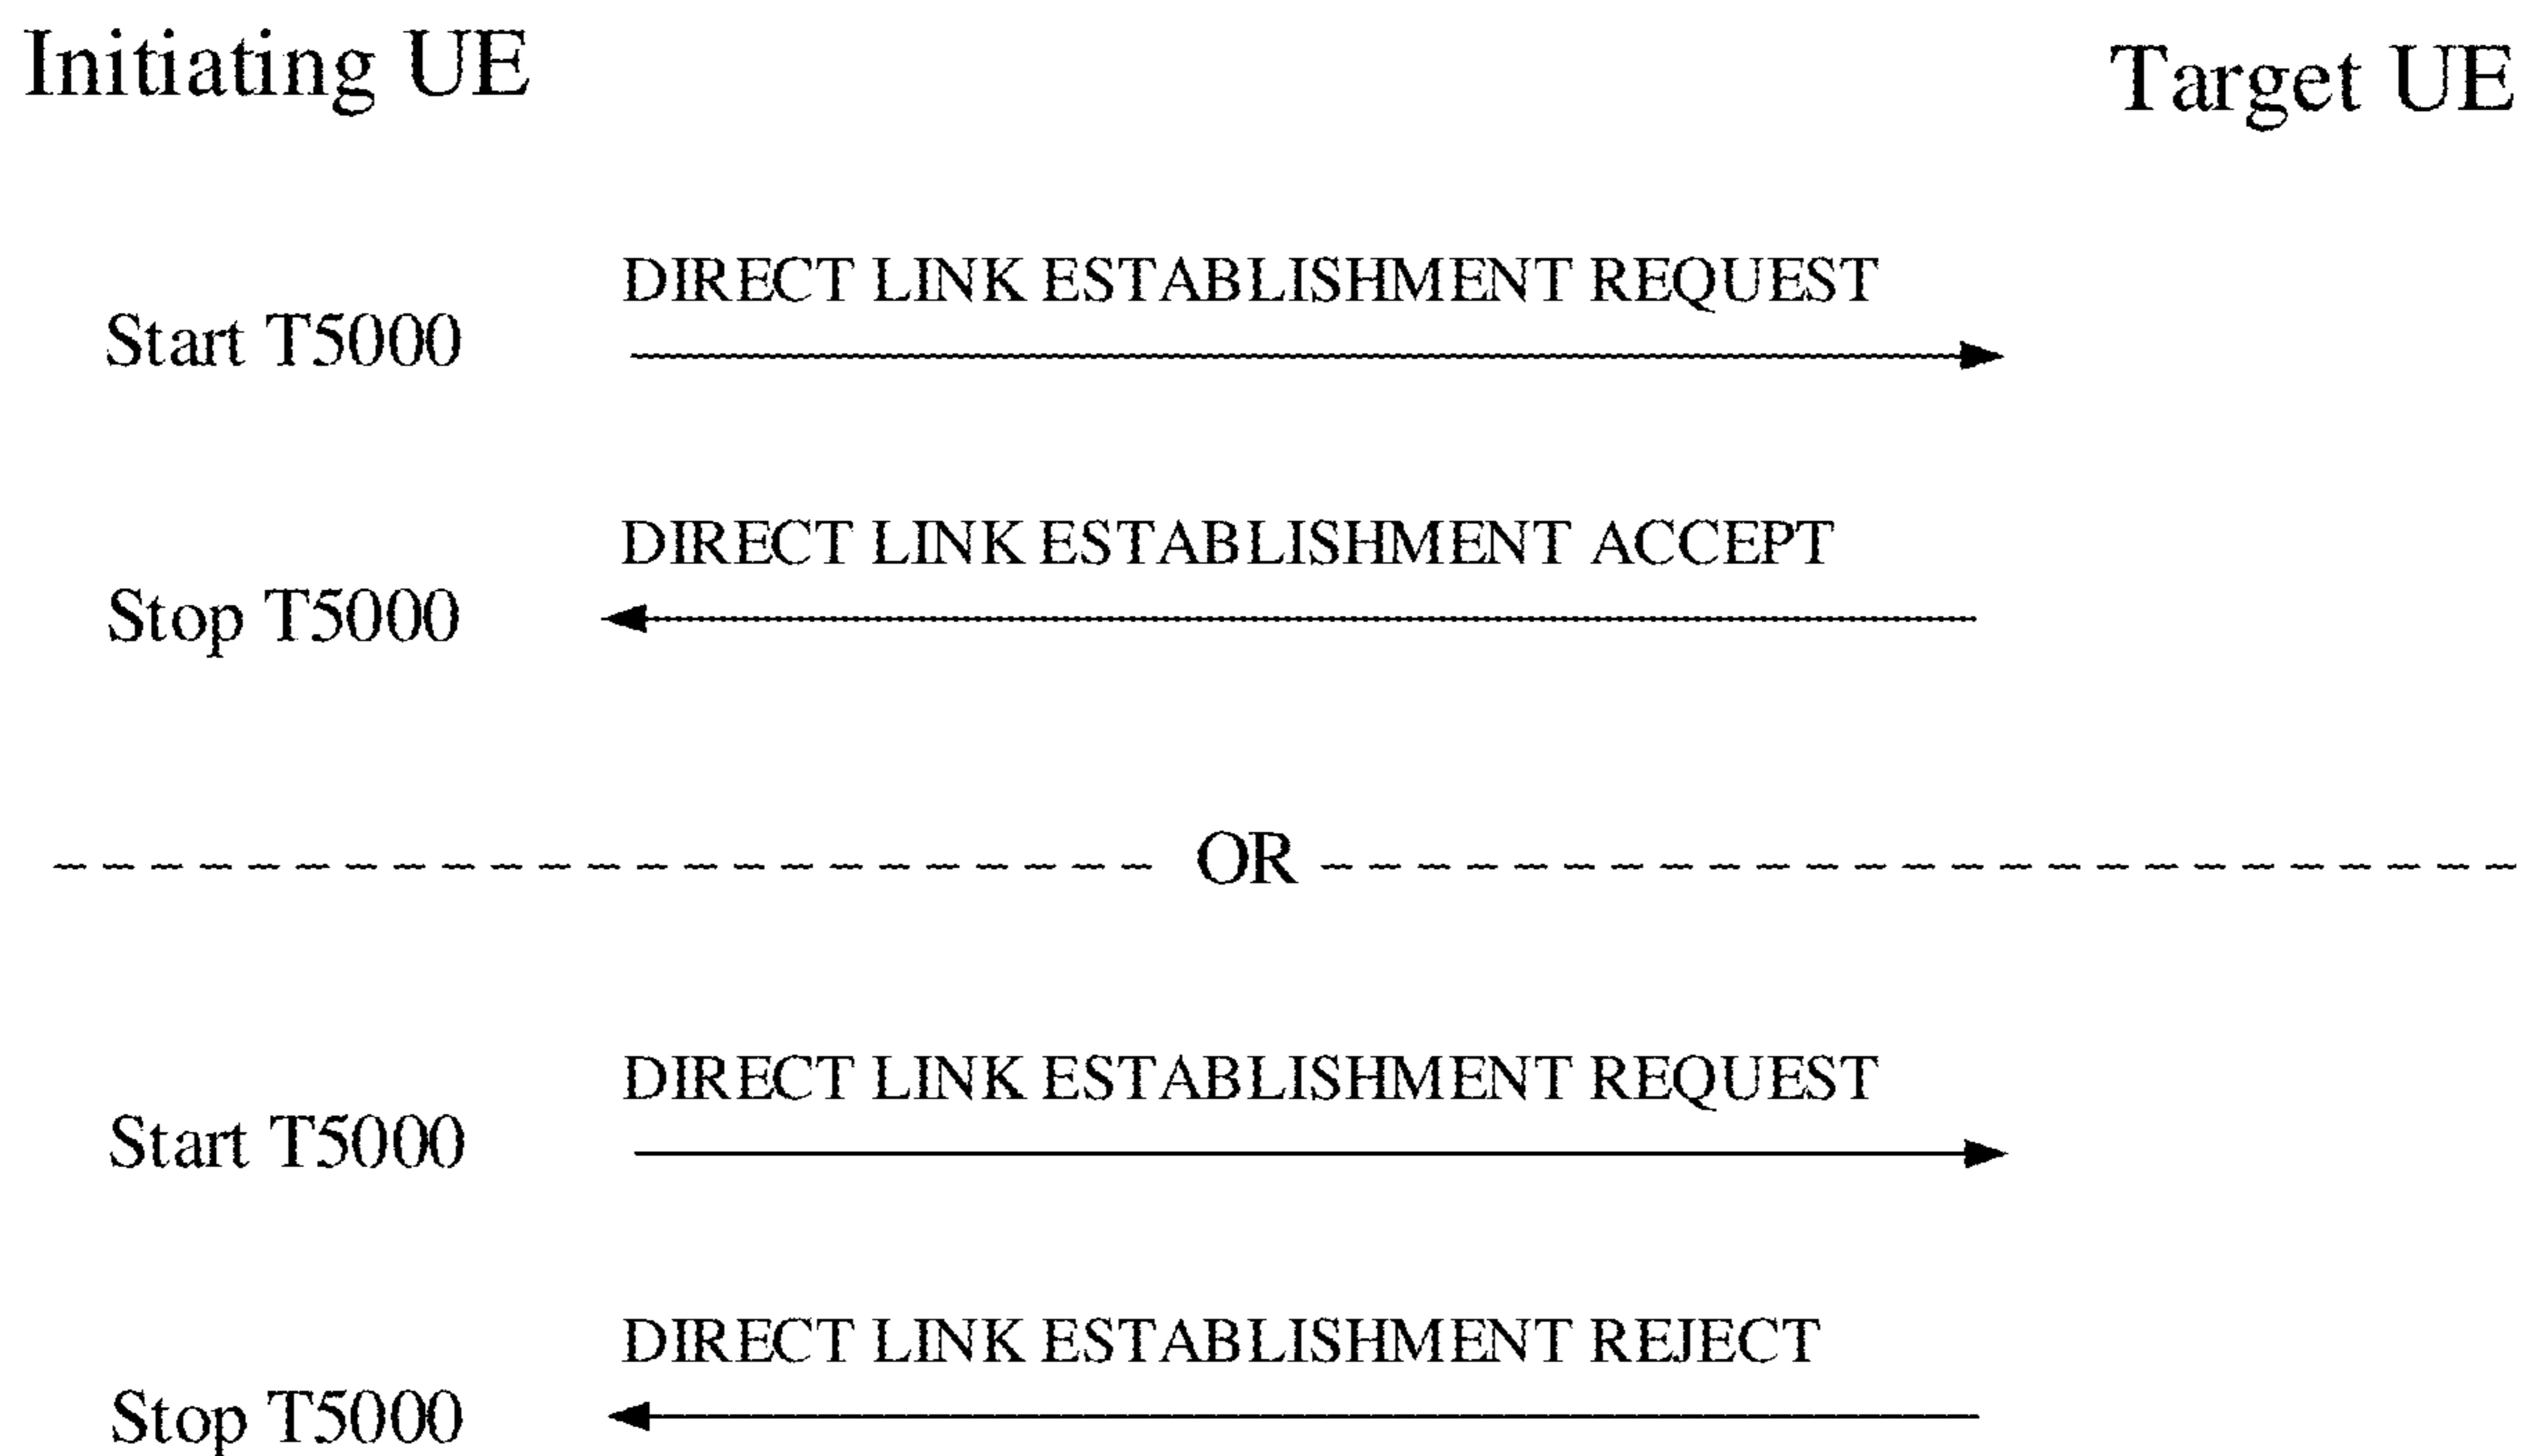 Initiating UE
Target UE
DIRECT LINK ESTABLISHMENT REQUEST
Start T5000
DIRECT LINK ESTABLISHMENT ACCEPT
Stop T5000
OR
DIRECT LINK ESTABLISHMENT REQUEST
Start T5000
DIRECT LINK ESTABLISHMENT REJECT
Stop T5000